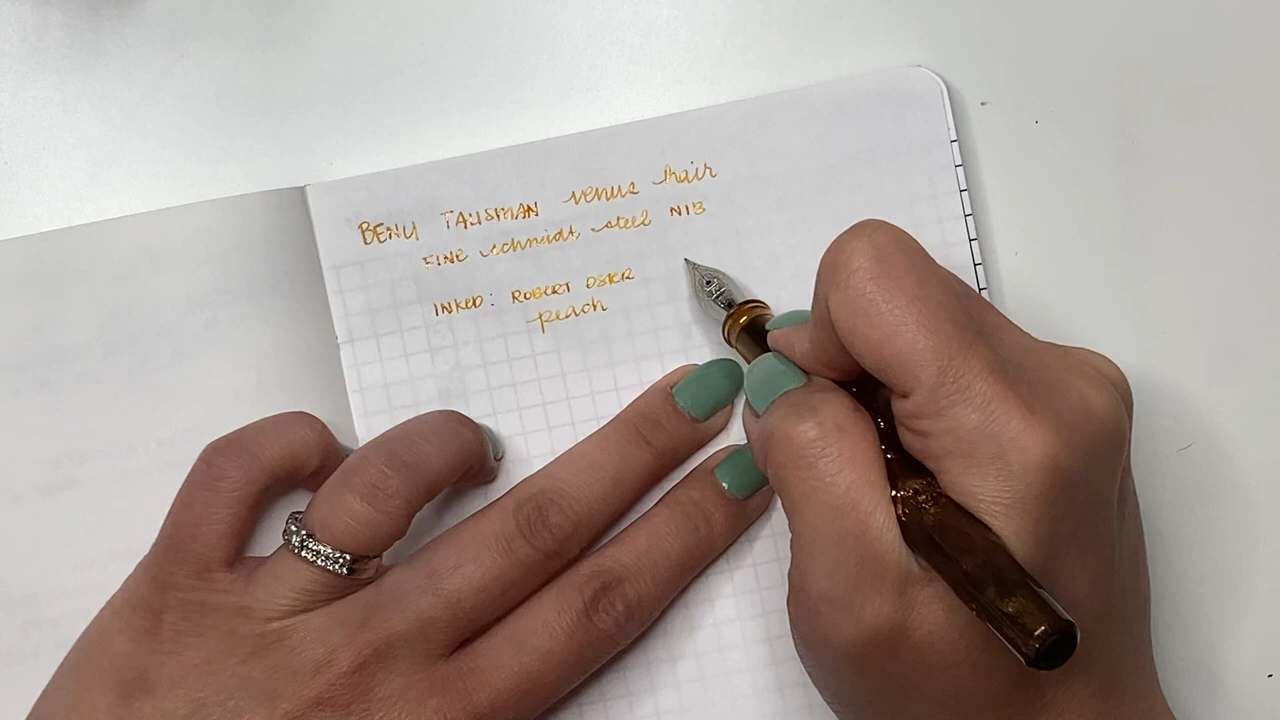 BENU TALISMAN venus hair
FINE schmidt steel NIB
INKED: ROBERT OSTER
peach